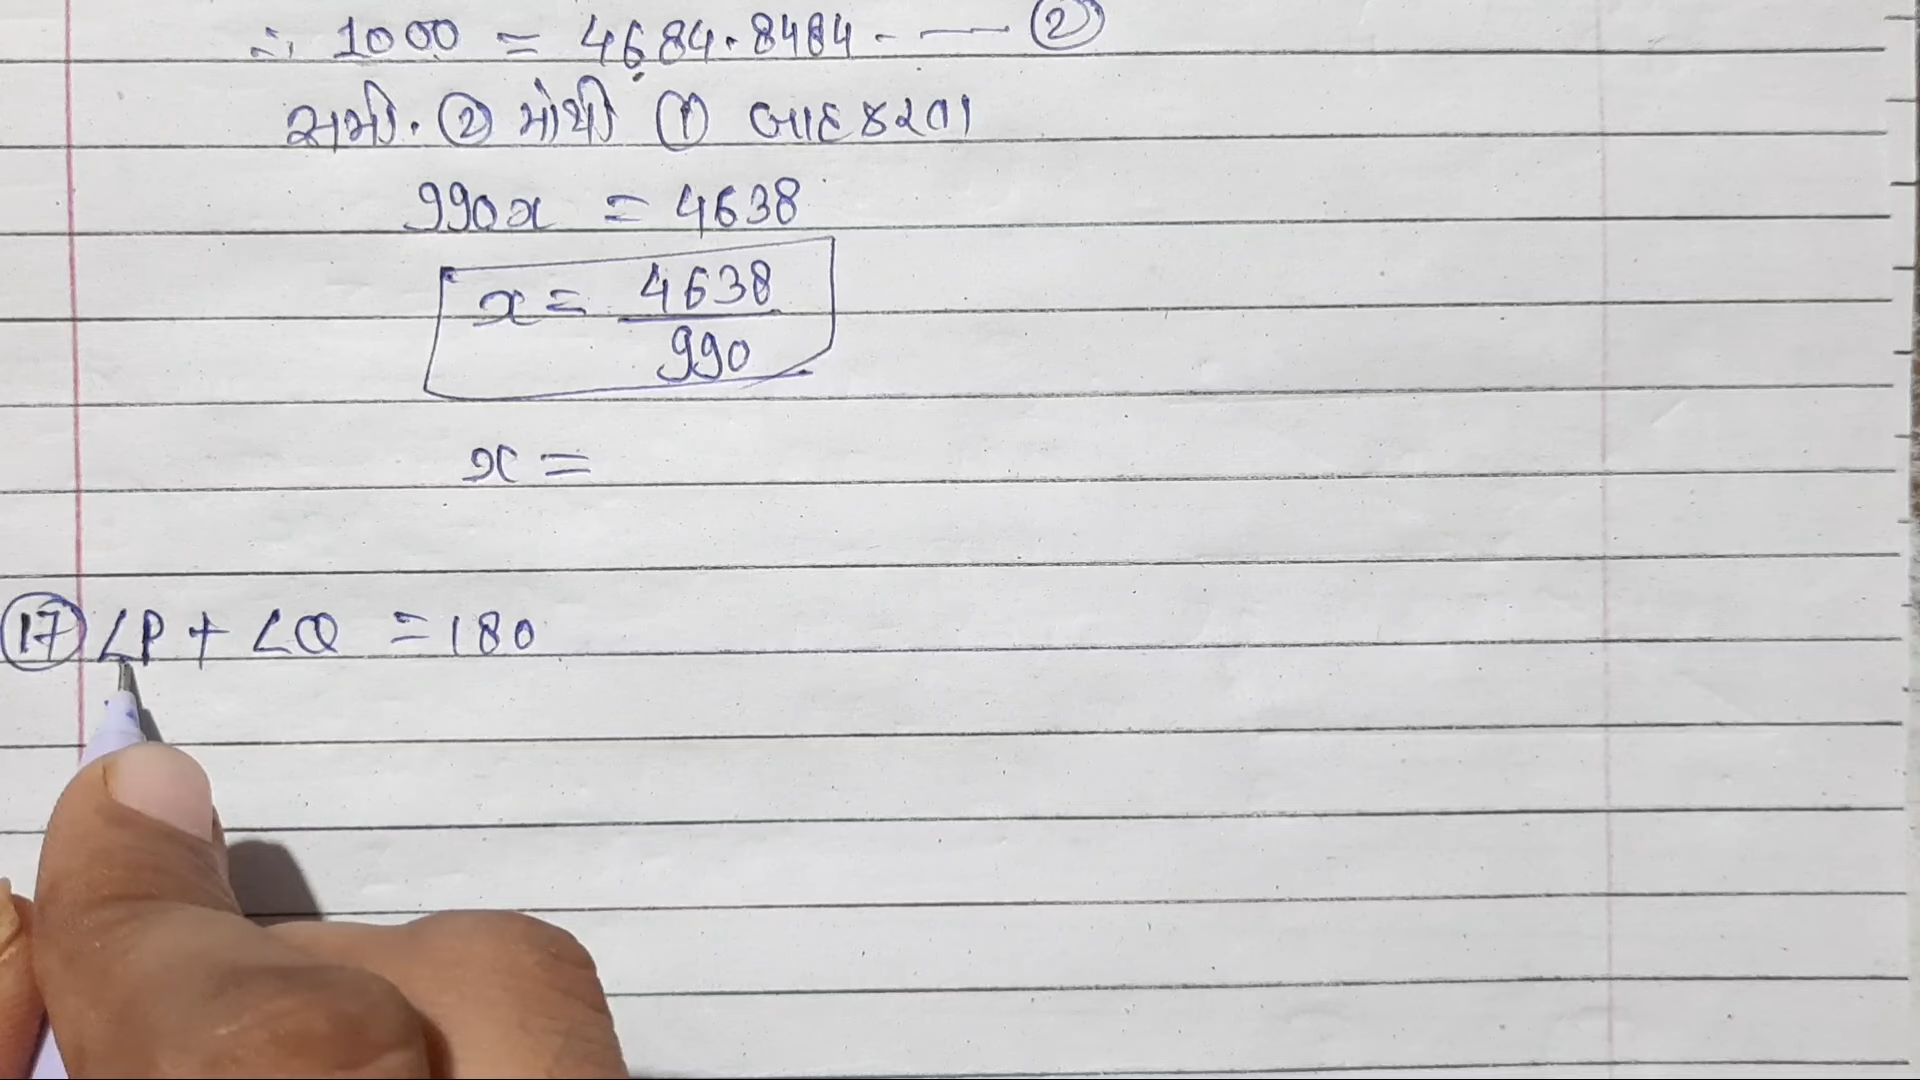 ∴ 1000 = 4684.8484 - — ②
સમી. ② માંથી ① બાદ કરતા
990x = 4638
x = 4638
990
x =
⑰ ∠P + ∠Q = 180